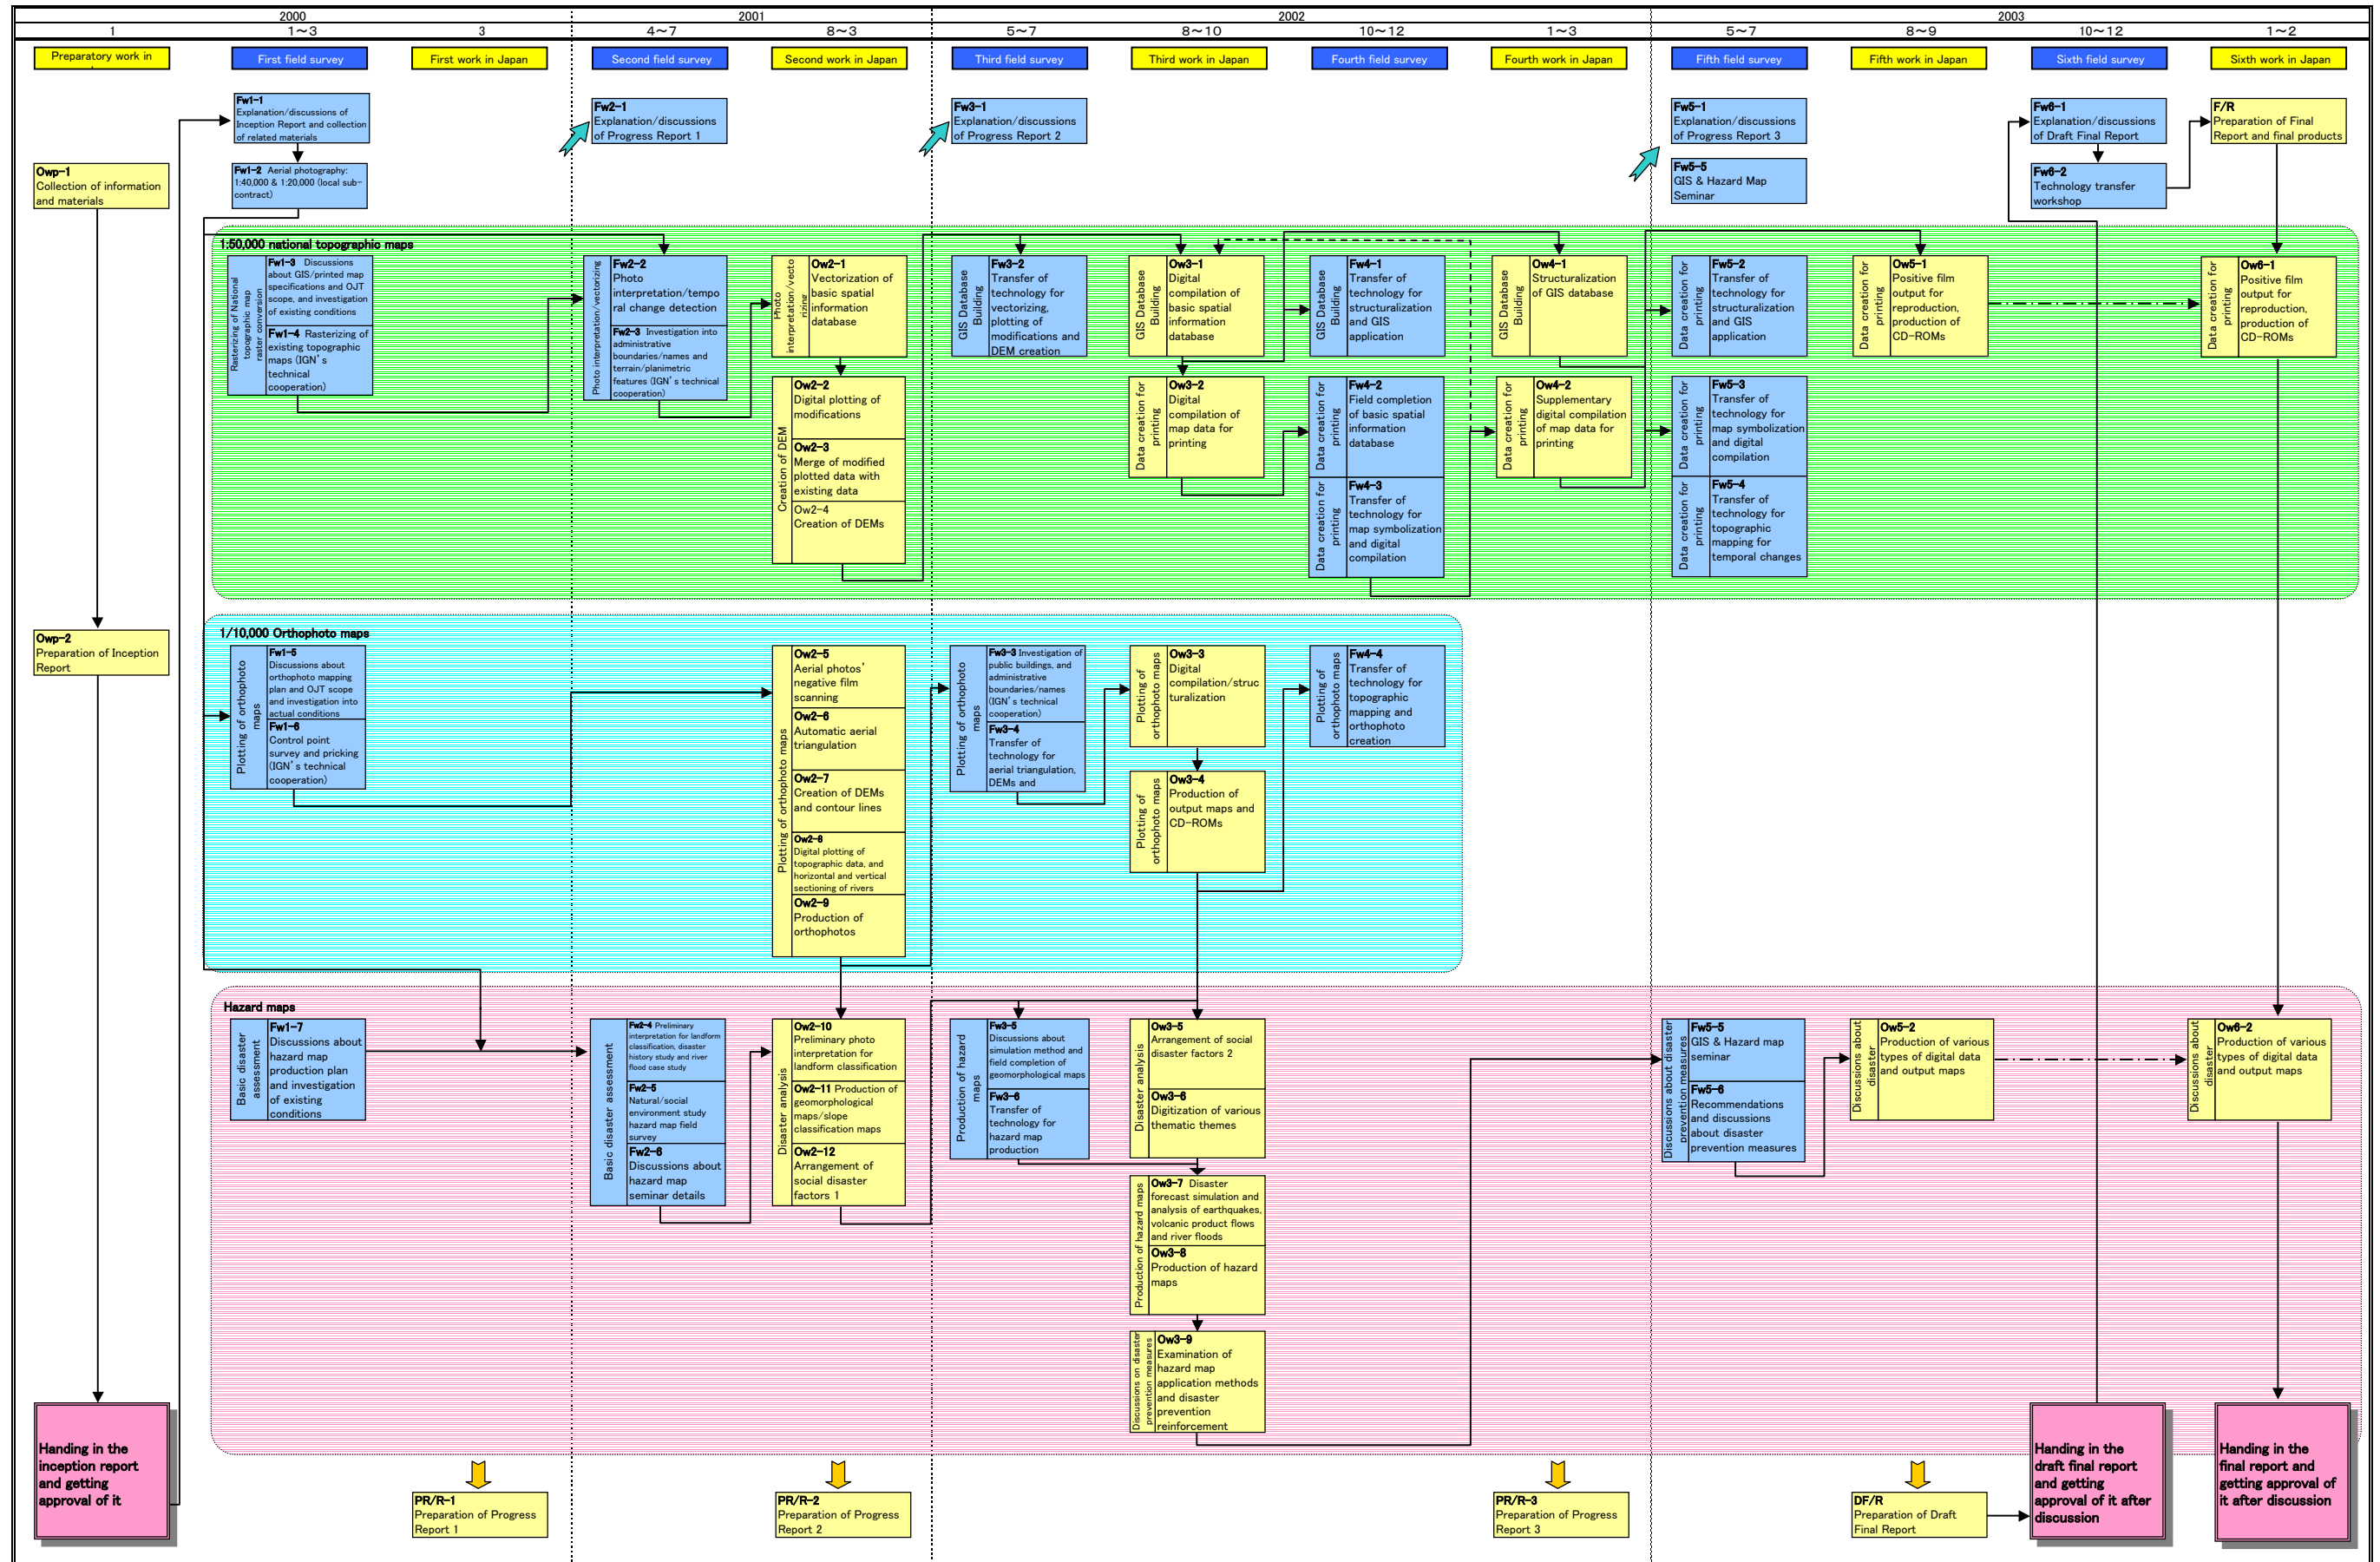 2000
2001
2002
2003
1
1～3
3
4～7
8～3
5～7
8～10
10～12
1～3
5～7
8～9
10～12
1～2
Preparatory work in
First field survey
First work in Japan
Second field survey
Second work in Japan
Third field survey
Third work in Japan
Fourth field survey
Fourth work in Japan
Fifth field survey
Fifth work in Japan
Sixth field survey
Sixth work in Japan
Fw1-1
Explanation/discussions of
Inception Report and collection
of related materials
Fw2-1
Explanation/discussions
of Progress Report 1
Fw3-1
Explanation/discussions
of Progress Report 2
Fw5-1
Explanation/discussions
of Progress Report 3
Fw6-1
Explanation/discussions
of Draft Final Report
F/R
Preparation of Final
Report and final products
Owp-1
Collection of information
and materials
Fw1-2 Aerial photography:
1:40,000 & 1:20,000 (local sub-
contract)
Fw5-5
GIS & Hazard Map
Seminar
Fw6-2
Technology transfer
workshop
1:50,000 national topographic maps
Rasterizing of National
topographic map
raster conversion
Fw1-3 Discussions
about GIS/printed map
specifications and OJT
scope, and investigation
of existing conditions
Fw1-4 Rasterizing of
existing topographic
maps (IGN's
technical
cooperation)
Photo interpretation/vectorizing
Fw2-2
Photo
interpretation/tempo
ral change detection
Fw2-3 Investigation into
administrative
boundaries/names and
terrain/planimetric
features (IGN's technical
cooperation)
Photo
interpretation/vecto
rizing
Ow2-1
Vectorization of
basic spatial
information
database
Creation of DEM
Ow2-2
Digital plotting of
modifications
Ow2-3
Merge of modified
plotted data with
existing data
Ow2-4
Creation of DEMs
GIS Database
Building
Fw3-2
Transfer of
technology for
vectorizing,
plotting of
modifications and
DEM creation
GIS Database
Building
Ow3-1
Digital
compilation of
basic spatial
information
database
Data creation for
printing
Ow3-2
Digital
compilation of
map data for
printing
GIS Database
Building
Fw4-1
Transfer of
technology for
structuralization
and GIS
application
Data creation for
printing
Fw4-2
Field completion
of basic spatial
information
database
Data creation for
printing
Fw4-3
Transfer of
technology for
map symbolization
and digital
compilation
GIS Database
Building
Ow4-1
Structuralization
of GIS database
Data creation for
printing
Ow4-2
Supplementary
digital compilation
of map data for
printing
Data creation for
printing
Fw5-2
Transfer of
technology for
structuralization
and GIS
application
Data creation for
printing
Fw5-3
Transfer of
technology for
map symbolization
and digital
compilation
Data creation for
printing
Fw5-4
Transfer of
technology for
topographic
mapping for
temporal changes
Data creation for
printing
Ow5-1
Positive film
output for
reproduction,
production of
CD-ROMs
Data creation for
printing
Ow6-1
Positive film
output for
reproduction,
production of
CD-ROMs
Owp-2
Preparation of Inception
Report
1/10,000 Orthophoto maps
Plotting of orthophoto
maps
Fw1-5
Discussions about
orthophoto mapping
plan and OJT scope
and investigation into
actual conditions
Fw1-6
Control point
survey and pricking
(IGN's technical
cooperation)
Plotting of orthophoto maps
Ow2-5
Aerial photos'
negative film
scanning
Ow2-6
Automatic aerial
triangulation
Ow2-7
Creation of DEMs
and contour lines
Ow2-8
Digital plotting of
topographic data, and
horizontal and vertical
sectioning of rivers
Ow2-9
Production of
orthophotos
Plotting of orthophoto
maps
Fw3-3 Investigation of
public buildings, and
administrative
boundaries/names
(IGN's technical
cooperation)
Fw3-4
Transfer of
technology for
aerial triangulation,
DEMs and
Plotting of
orthophoto maps
Ow3-3
Digital
compilation/struc
turalization
Plotting of
orthophoto maps
Ow3-4
Production of
output maps and
CD-ROMs
Plotting of
orthophoto maps
Fw4-4
Transfer of
technology for
topographic
mapping and
orthophoto
creation
Hazard maps
Basic disaster
assessment
Fw1-7
Discussions about
hazard map
production plan
and investigation
of existing
conditions
Basic disaster assessment
Fw2-4 Preliminary
interpretation for landform
classification, disaster
history study and river
flood case study
Fw2-5
Natural/social
environment study
hazard map field
survey
Fw2-6
Discussions about
hazard map
seminar details
Disaster analysis
Ow2-10
Preliminary photo
interpretation for
landform classification
Ow2-11 Production of
geomorphological
maps/slope
classification maps
Ow2-12
Arrangement of
social disaster
factors 1
Production of hazard
maps
Fw3-5
Discussions about
simulation method and
field completion of
geomorphological maps
Fw3-6
Transfer of
technology for
hazard map
production
Disaster analysis
Ow3-5
Arrangement of social
disaster factors 2
Ow3-6
Digitization of various
thematic themes
Production of hazard maps
Ow3-7 Disaster
forecast simulation and
analysis of earthquakes,
volcanic product flows
and river floods
Ow3-8
Production of hazard
maps
Discussions on disaster
prevention measures
Ow3-9
Examination of
hazard map
application methods
and disaster
prevention
reinforcement
Discussions about disaster
prevention measures
Fw5-5
GIS & Hazard map
seminar
Fw5-6
Recommendations
and discussions
about disaster
prevention measures
Discussions about
disaster
Ow5-2
Production of various
types of digital data
and output maps
Discussions about
disaster
Ow6-2
Production of various
types of digital data
and output maps
Handing in the
inception report
and getting
approval of it
Handing in the
draft final report
and getting
approval of it after
discussion
Handing in the
final report and
getting approval of
it after discussion
PR/R-1
Preparation of Progress
Report 1
PR/R-2
Preparation of Progress
Report 2
PR/R-3
Preparation of Progress
Report 3
DF/R
Preparation of Draft
Final Report